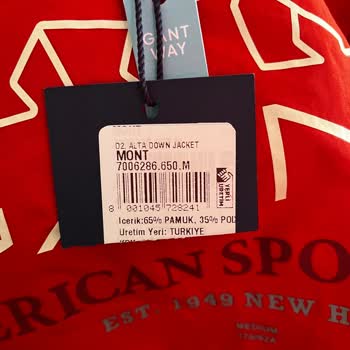 GANT
WAY
D2. ALTA DOWN JACKET
MONT
7006286.650.M
YERLİ
ÜRETİM
8 001045 728241
Icerik:65% PAMUK, 35% POL
Uretim Yeri: TURKIYE
ERICAN SPO
EST. 1949 NEW H
MEDIUM